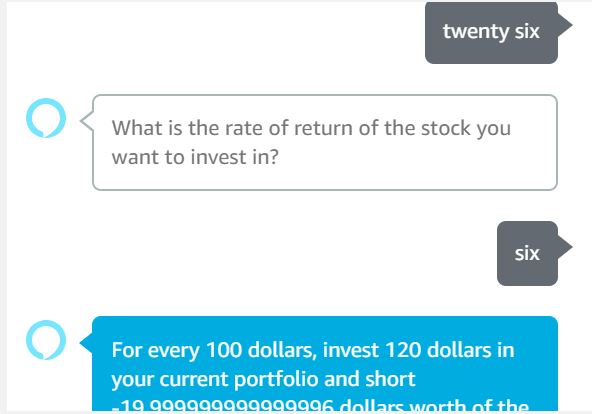 twenty six
What is the rate of return of the stock you
want to invest in?
six
For every 100 dollars, invest 120 dollars in
your current portfolio and short
-19.999999999999996 dollars worth of the